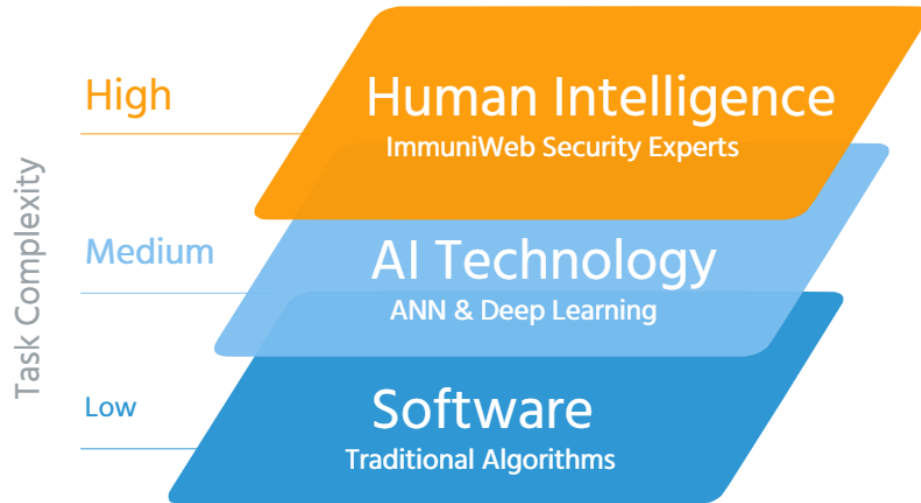 Task Complexity
High
Human Intelligence
ImmuniWeb Security Experts
Medium
AI Technology
ANN & Deep Learning
Low
Software
Traditional Algorithms